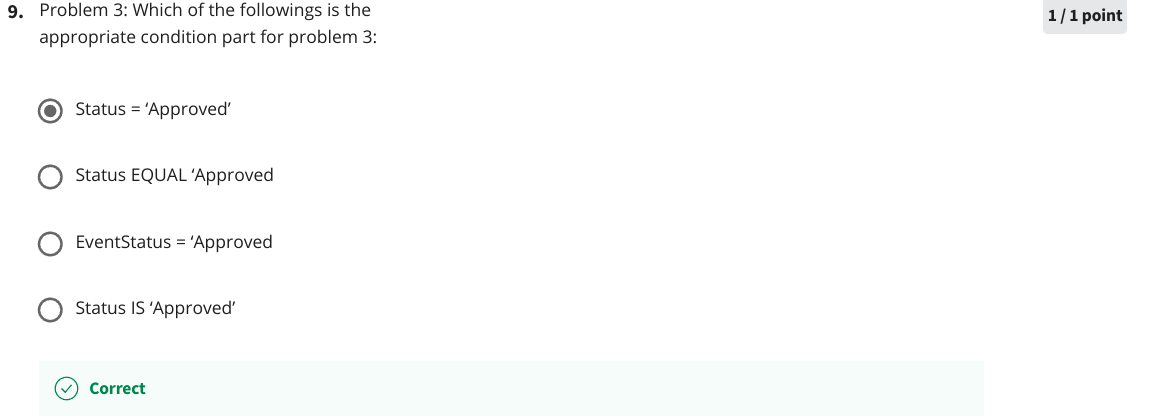 9. Problem 3: Which of the followings is the
1 / 1 point
appropriate condition part for problem 3:
Status = ‘Approved’
Status EQUAL ‘Approved
EventStatus = ‘Approved
Status IS ‘Approved’
Correct